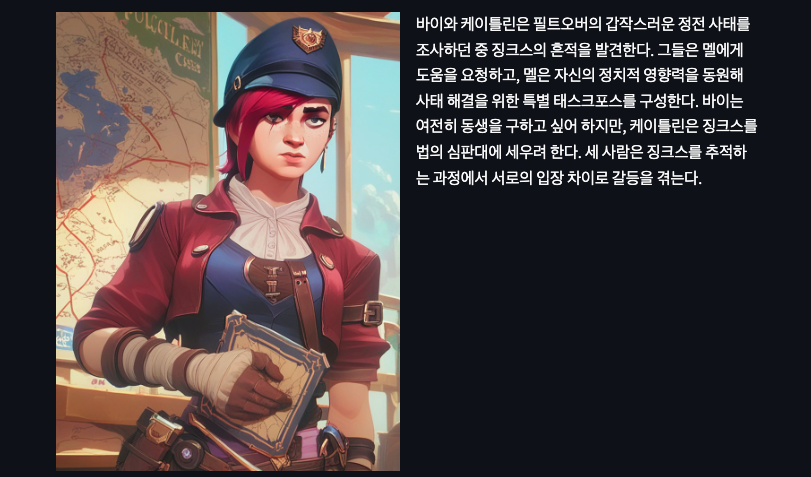 바이와 케이틀린은 필트오버의 갑작스러운 정전 사태를
조사하던 중 징크스의 흔적을 발견한다. 그들은 멜에게
도움을 요청하고, 멜은 자신의 정치적 영향력을 동원해
사태 해결을 위한 특별 태스크포스를 구성한다. 바이는
여전히 동생을 구하고 싶어 하지만, 케이틀린은 징크스를
법의 심판대에 세우려 한다. 세 사람은 징크스를 추적하
는 과정에서 서로의 입장 차이로 갈등을 겪는다.